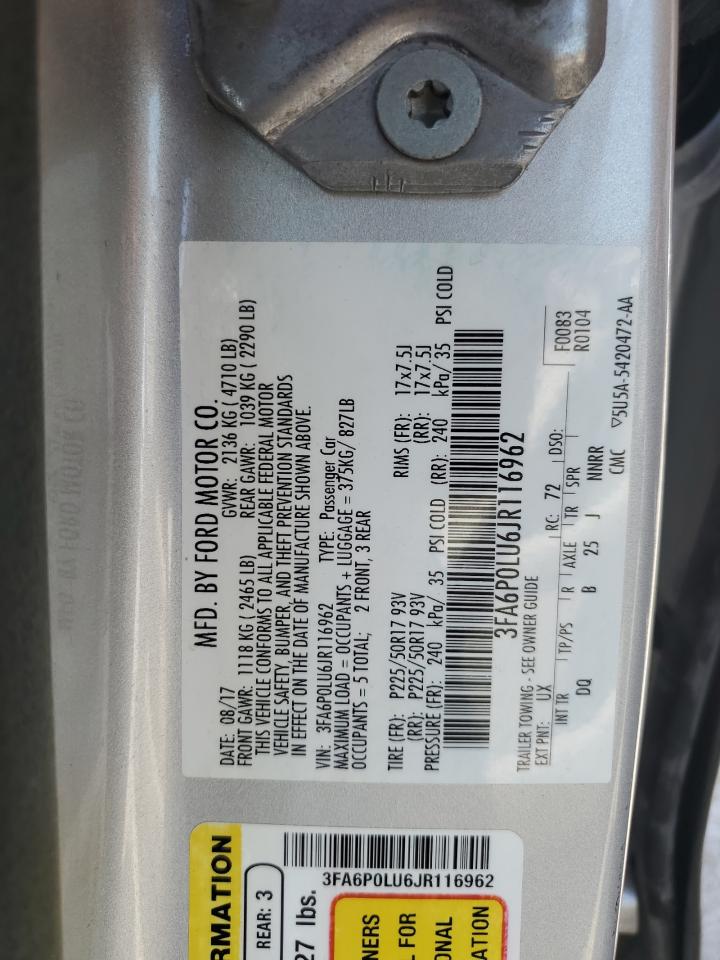 MFD. BY FORD MOTOR CO.
DATE: 08/17 GVWR: 2136 KG ( 4710 LB)
FRONT GAWR: 1118 KG ( 2465 LB) REAR GAWR: 1039 KG ( 2290 LB)
THIS VEHICLE CONFORMS TO ALL APPLICABLE FEDERAL MOTOR
VEHICLE SAFETY, BUMPER, AND THEFT PREVENTION STANDARDS
IN EFFECT ON THE DATE OF MANUFACTURE SHOWN ABOVE.
VIN: 3FA6P0LU6JR116962 TYPE: Passenger Car
MAXIMUM LOAD = OCCUPANTS + LUGGAGE = 375KG/ 827LB
OCCUPANTS = 5 TOTAL; 2 FRONT, 3 REAR
TIRE (FR): P225/50R17 93V RIMS (FR): 17x7.5J
(RR): P225/50R17 93V (RR): 17x7.5J
PRESSURE (FR): 240 kPa/ 35 PSI COLD (RR): 240 kPa/ 35 PSI COLD
3FA6P0LU6JR116962
TRAILER TOWING - SEE OWNER GUIDE
EXT PNT: UX RC: 72 DSO: F0083
R0104
INT TR TP/PS R AXLE TR SPR
DQ B 25 J NNRR
CMC ▽5U5A-5420472-AA
RMATION
REAR: 3
27 lbs.
3FA6P0LU6JR116962
NERS
FOR
ONAL
ATION